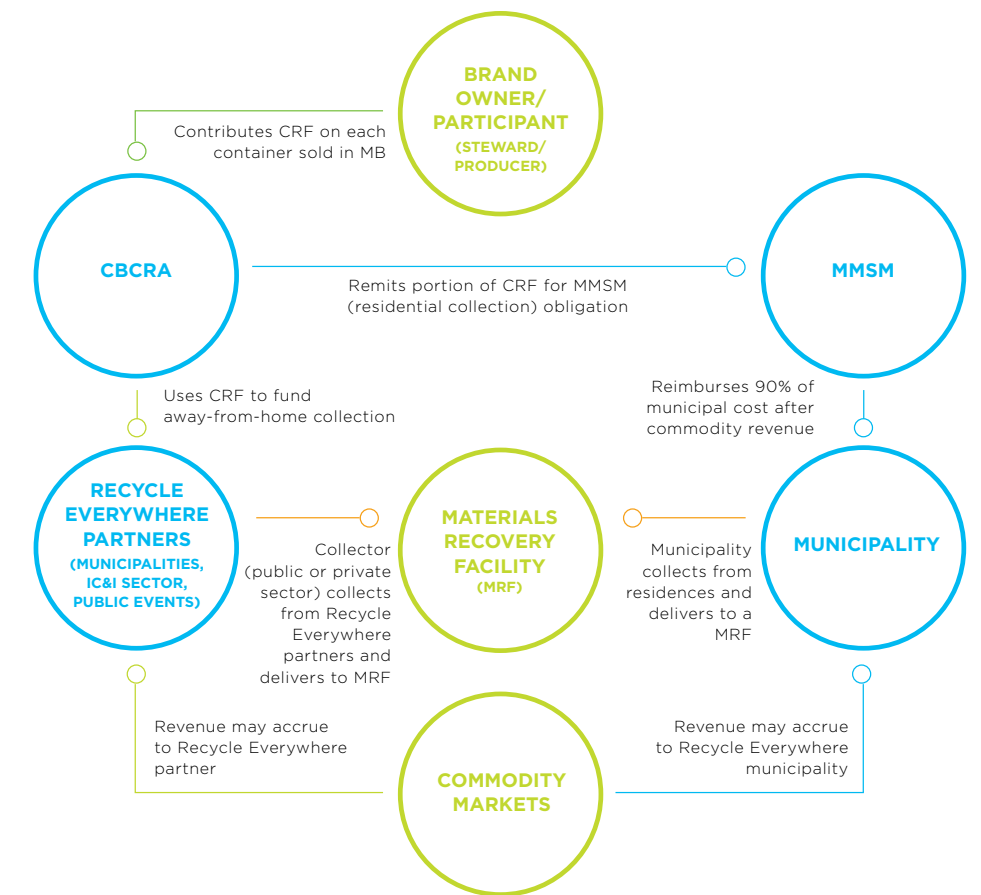 BRAND
OWNER/
PARTICIPANT
(STEWARD/
PRODUCER)
Contributes CRF on each
container sold in MB
CBCRA
Remits portion of CRF for MMSM
(residential collection) obligation
MMSM
Uses CRF to fund
away-from-home collection
Reimburses 90% of
municipal cost after
commodity revenue
RECYCLE
EVERYWHERE
PARTNERS
(MUNICIPALITIES,
IC&I SECTOR,
PUBLIC EVENTS)
Collector
(public or private
sector) collects
from Recycle
Everywhere
partners and
delivers to MRF
MATERIALS
RECOVERY
FACILITY
(MRF)
Municipality
collects from
residences and
delivers to a
MRF
MUNICIPALITY
Revenue may accrue
to Recycle Everywhere
partner
COMMODITY
MARKETS
Revenue may accrue
to Recycle Everywhere
municipality